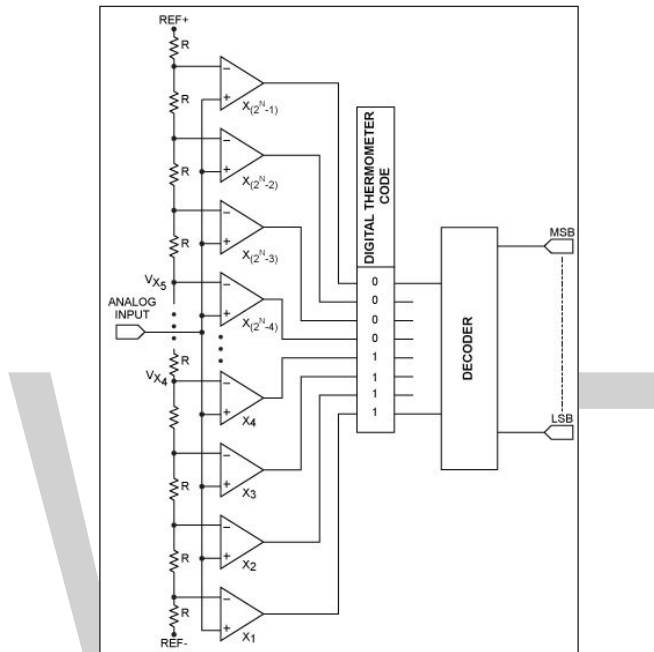 REF+
R
−
+
X(2^N-1)
R
−
+
X(2^N-2)
DIGITAL THERMOMETER
CODE
R
−
+
X(2^N-3)
R
MSB
VX5
−
+
X(2^N-4)
ANALOG
INPUT
0
0
0
0
1
1
1
1
DECODER
R
VX4
−
+
X4
LSB
R
−
+
X3
R
−
+
X2
R
−
+
X1
R
REF-